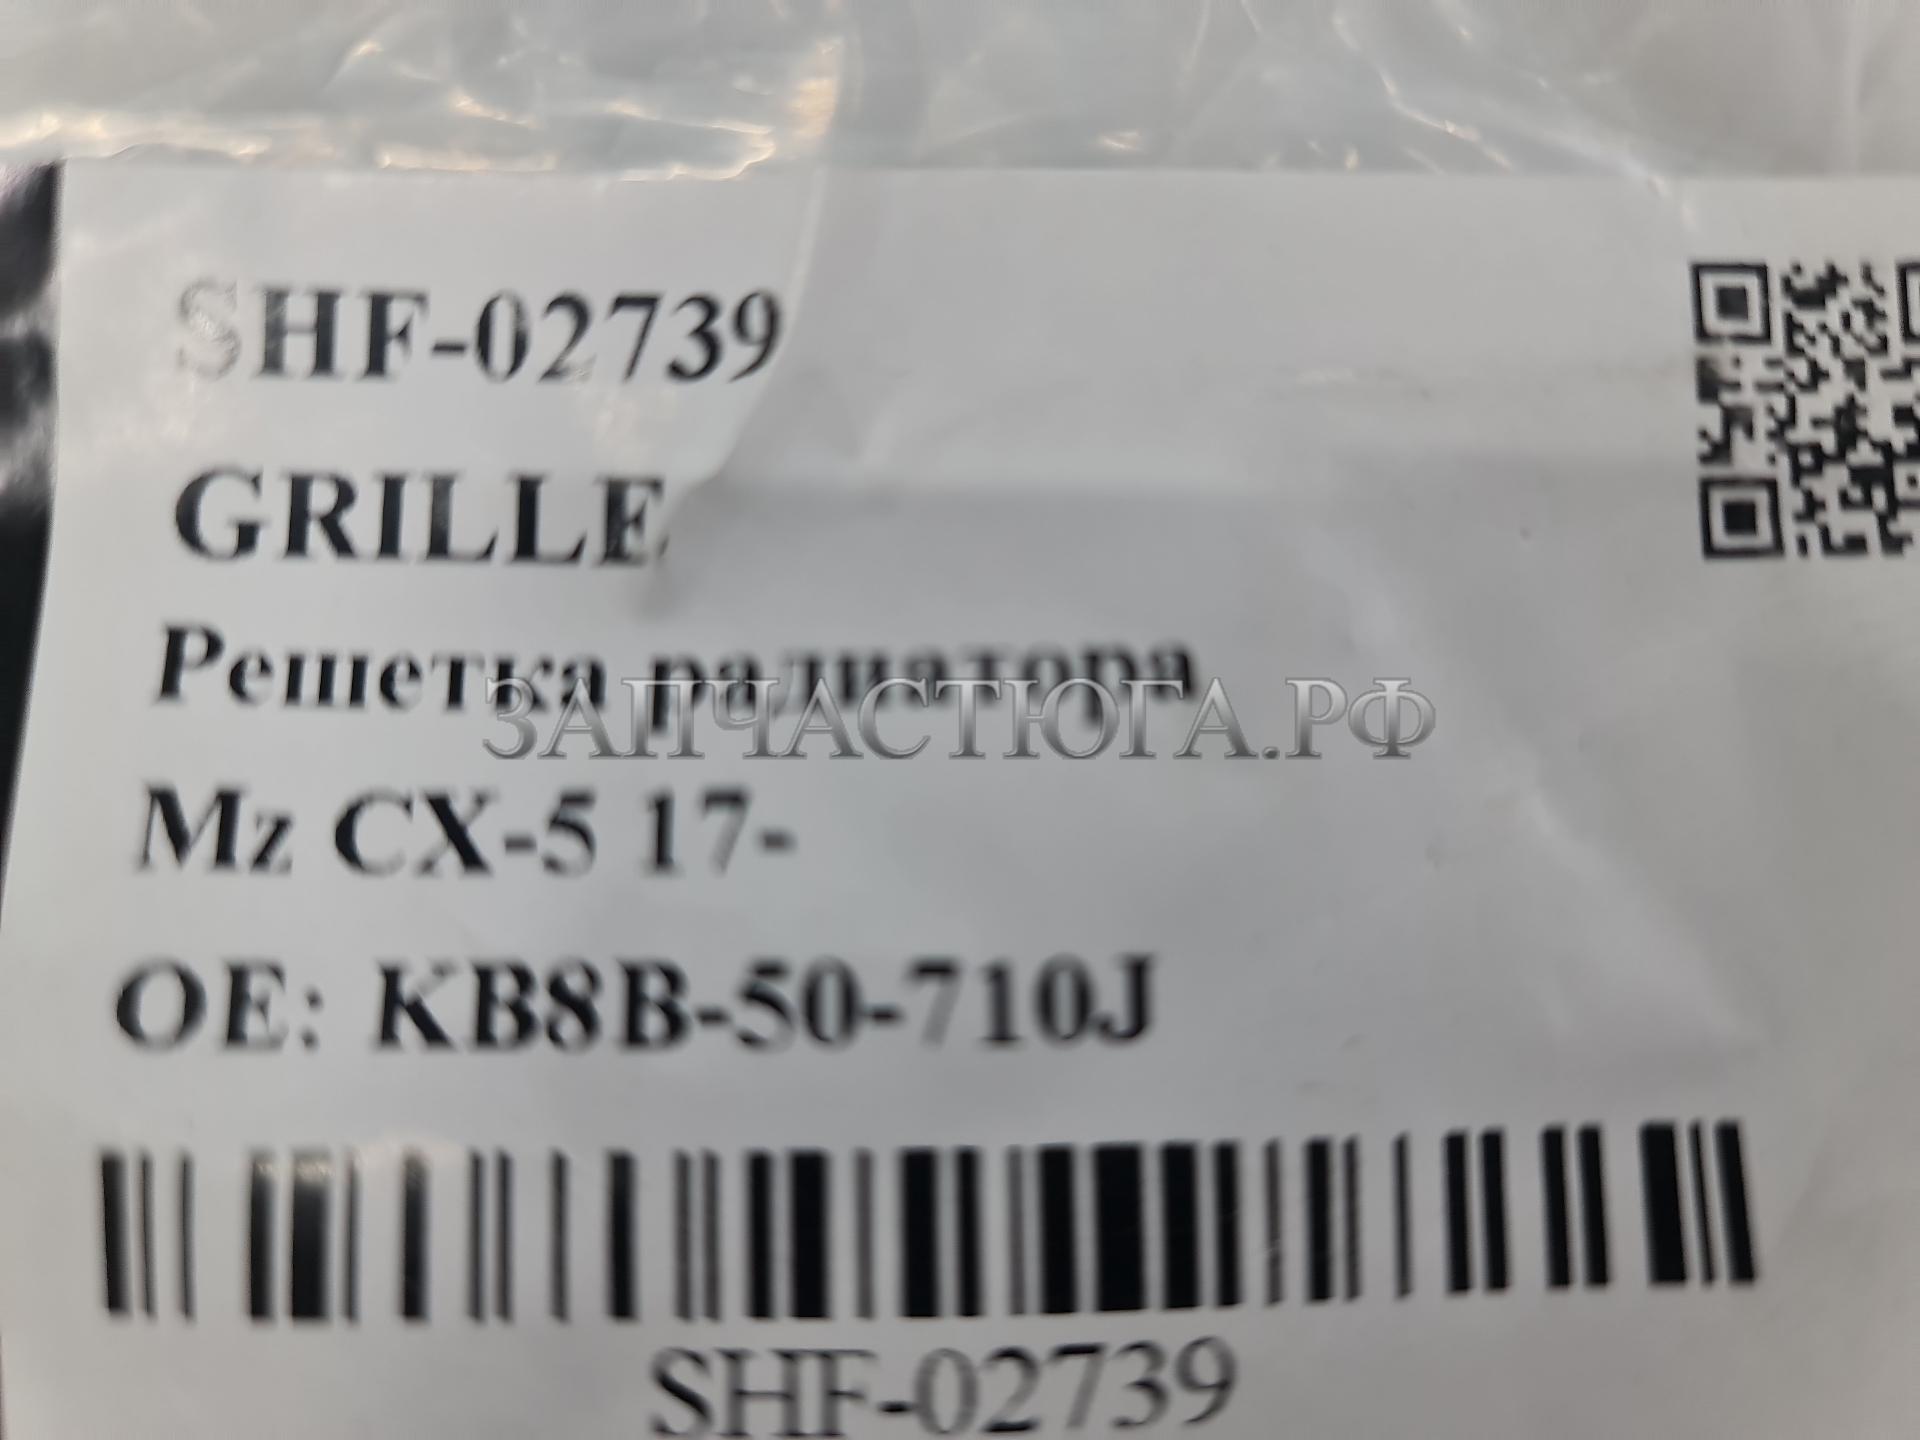 SHF-02739
GRILLE
Решетка радиатора
ЗАПЧАСТЮГА.РФ
Mz CX-5 17-
OE: KB8B-50-710J
SHF-02739